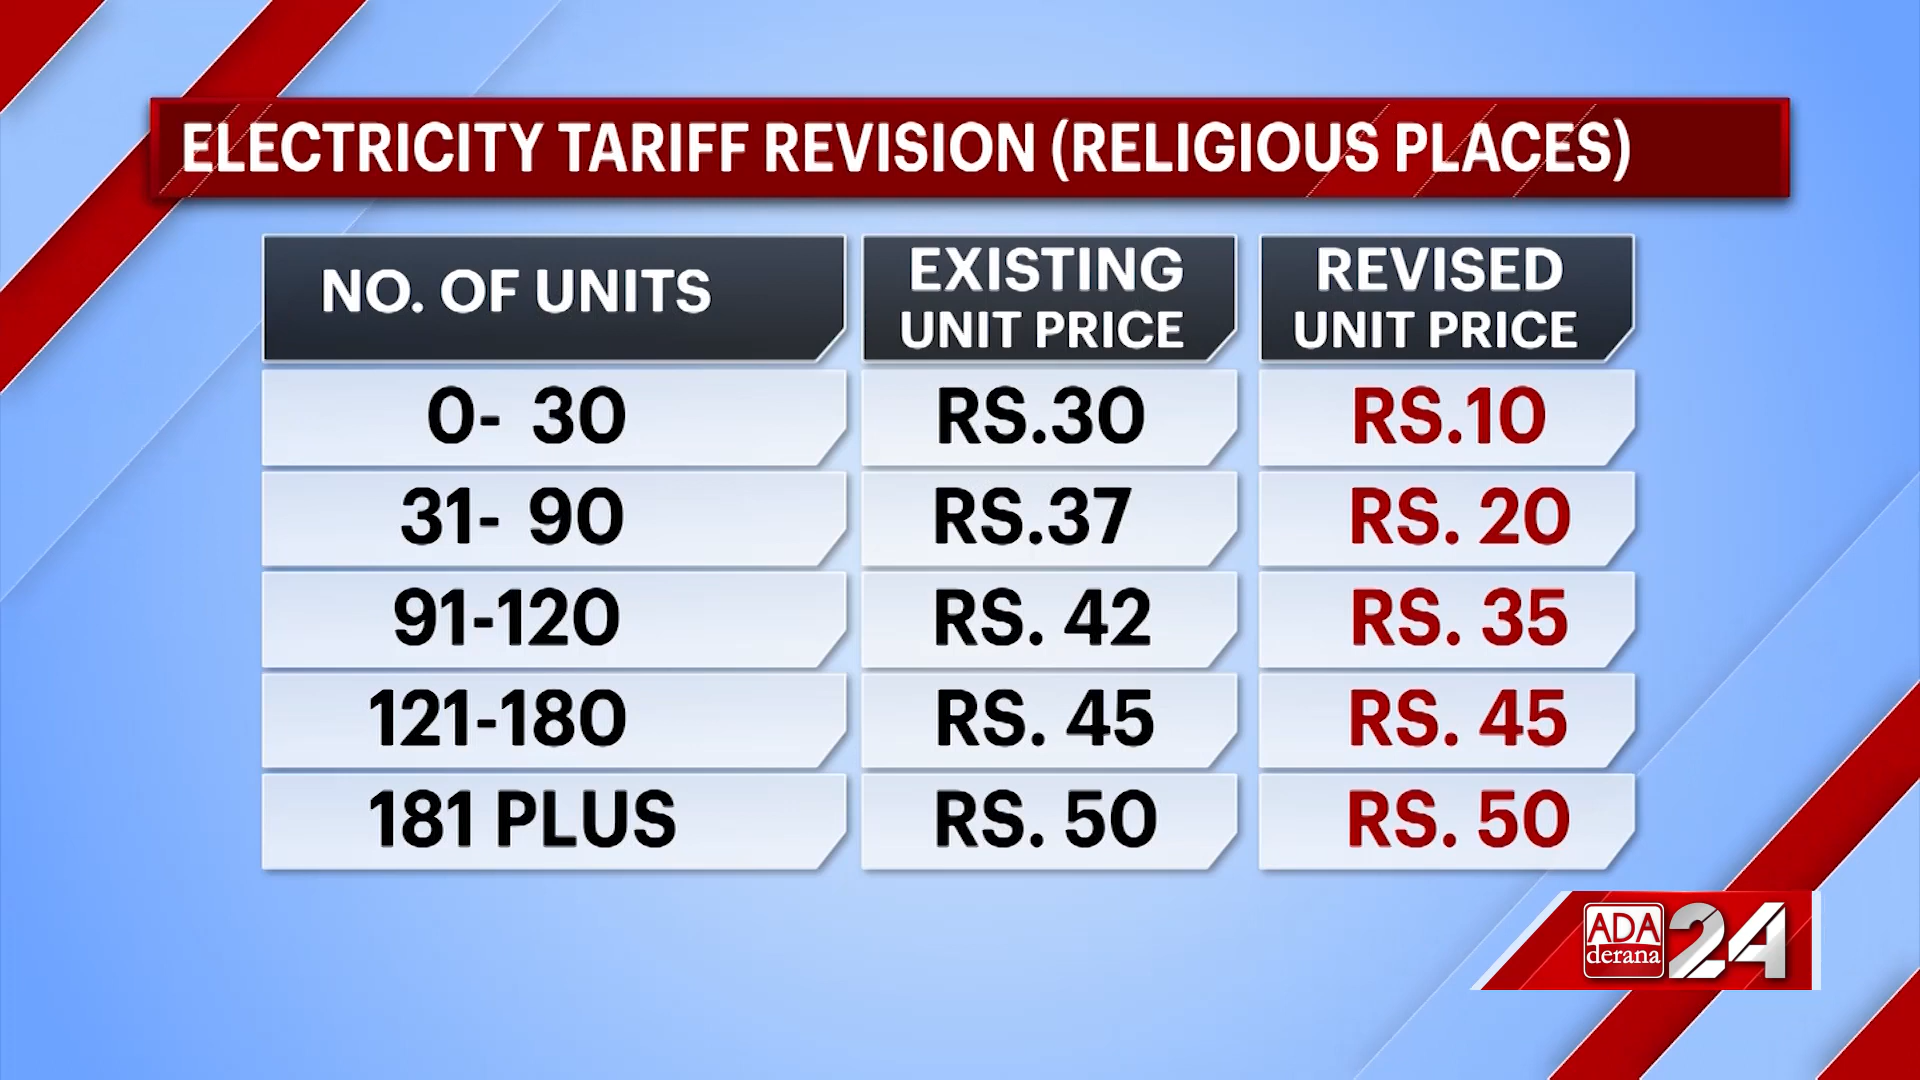 ELECTRICITY TARIFF REVISION (RELIGIOUS PLACES)
NO. OF UNITS
EXISTING
UNIT PRICE
REVISED
UNIT PRICE
0- 30
RS.30
RS.10
31- 90
RS.37
RS. 20
91-120
RS. 42
RS. 35
121-180
RS. 45
RS. 45
181 PLUS
RS. 50
RS. 50
ADA
derana
24